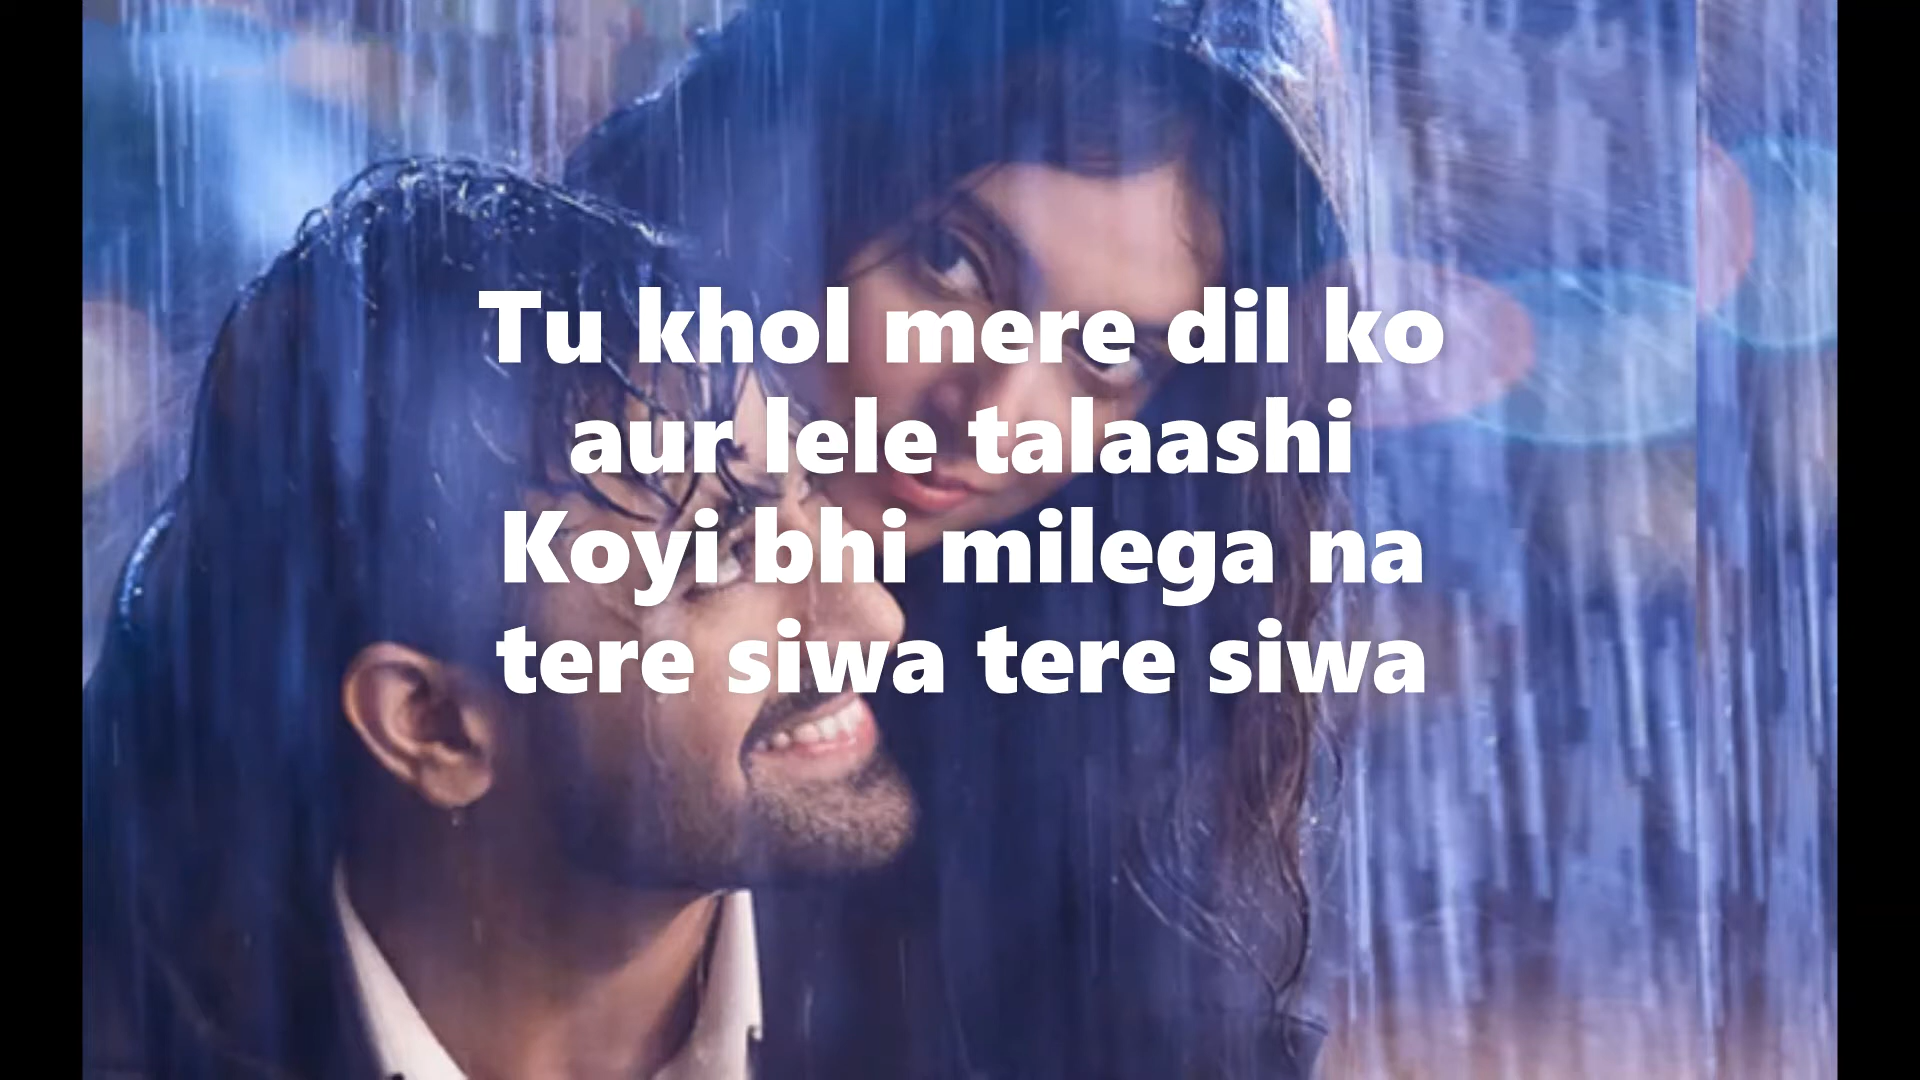 Tu khol mere dil ko
aur lele talaashi
Koyi bhi milega na
tere siwa tere siwa